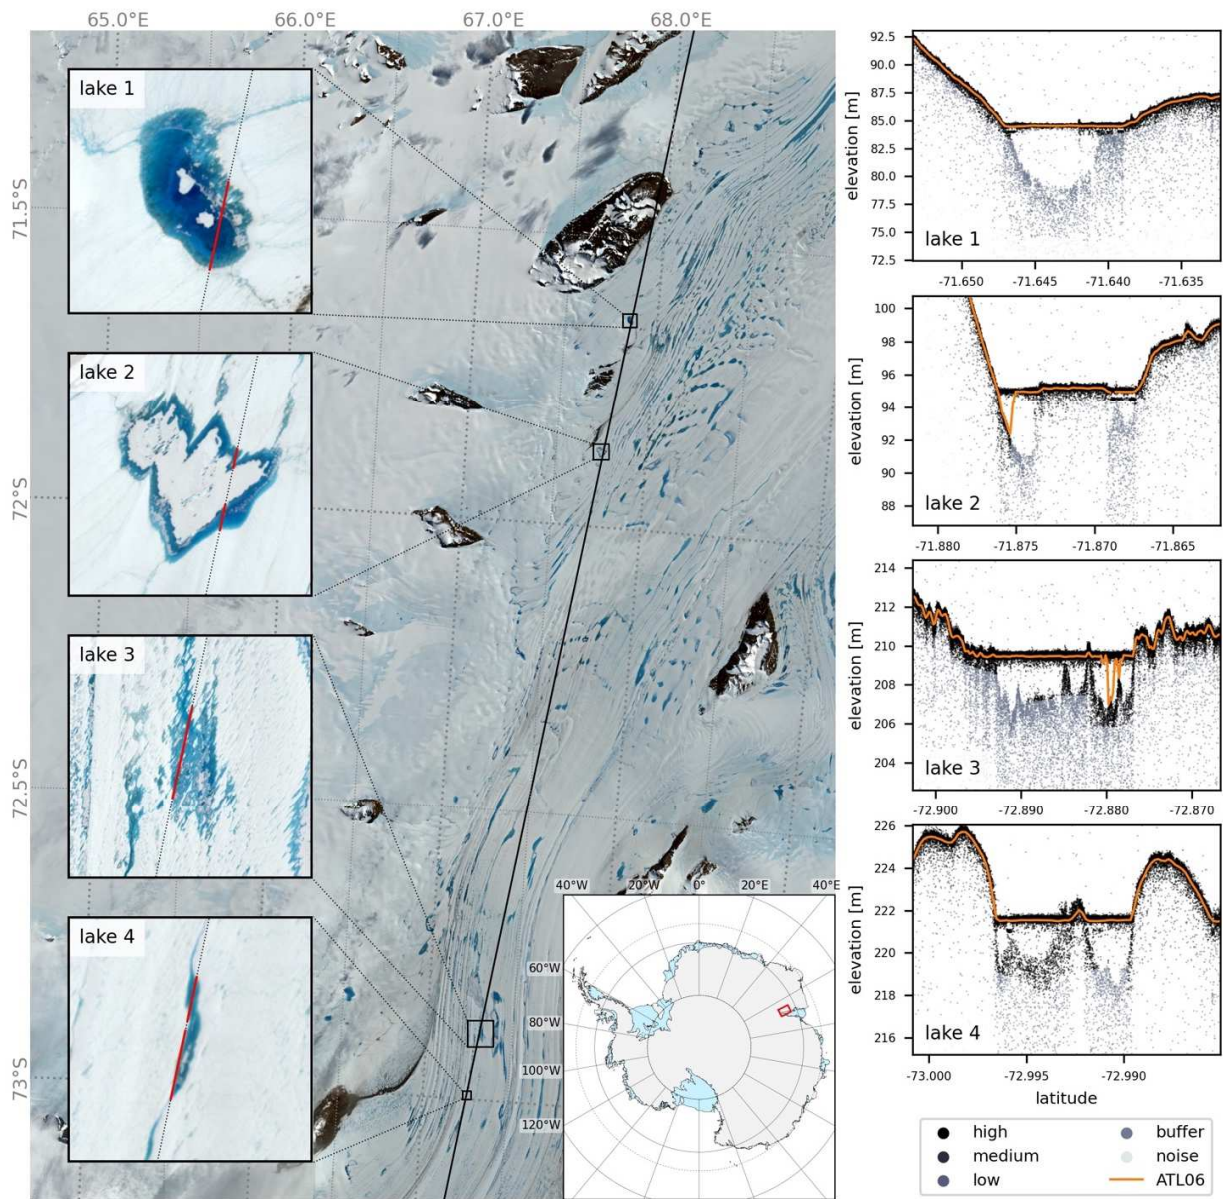 65.0°E 66.0°E 67.0°E 68.0°E
71.5°S
72°S
72.5°S
73°S
lake 1
lake 2
lake 3
lake 4
40°W 20°W 0° 20°E 40°E
60°W
80°W
100°W
120°W
92.5
90.0
87.5
85.0
82.5
80.0
77.5
75.0
72.5
elevation [m]
lake 1
-71.650 -71.645 -71.640 -71.635
100
98
96
94
92
90
88
elevation [m]
lake 2
-71.880 -71.875 -71.870 -71.865
214
212
210
208
206
204
elevation [m]
lake 3
-72.900 -72.890 -72.880 -72.870
226
224
222
220
218
216
elevation [m]
lake 4
-73.000 -72.995 -72.990
latitude
high buffer
medium noise
low ATL06